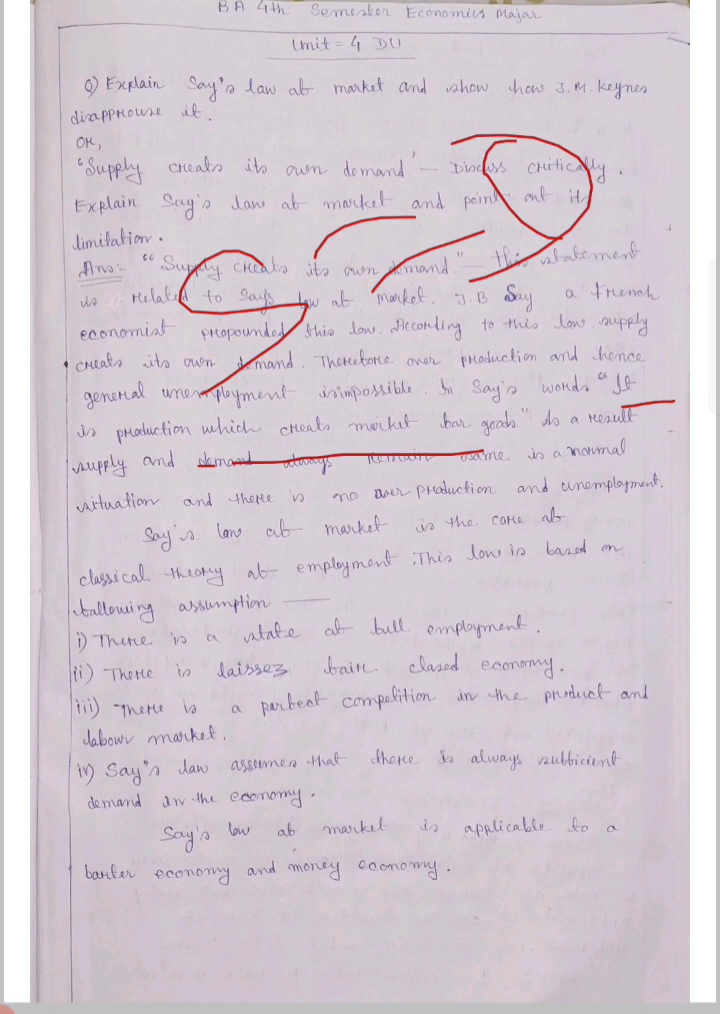 BA 4th Semester Economics Major
Unit = 4 DU
Q) Explain Say's law of market and show how J.M. Keynes
disapprouse it.
OR,
"Supply creats its own demand' — Discuss critically.
Explain Say's law of market and point out its
limitation.
Ans:- "Supply creats its own demand." — this statement
is related to Say's law of market. J.B Say a French
economist propounded this law. According to this law supply
creats its own demand. Therefore over production and hence
general unemployment is impossible. In Say's words "It
is production which creats market for goods" As a result
supply and demand always remain same is a normal
situation and there is no over production and unemployment.
Say's law of market is the core of
classical theory of employment. This law is based on
following assumption —
i) There is a state of full employment.
ii) There is laissez faire closed economy.
iii) There is a perfect competition in the product and
labour market.
iv) Say's law assumes that there is always sufficient
demand in the economy.
Say's law of market is applicable to a
barter economy and money economy.